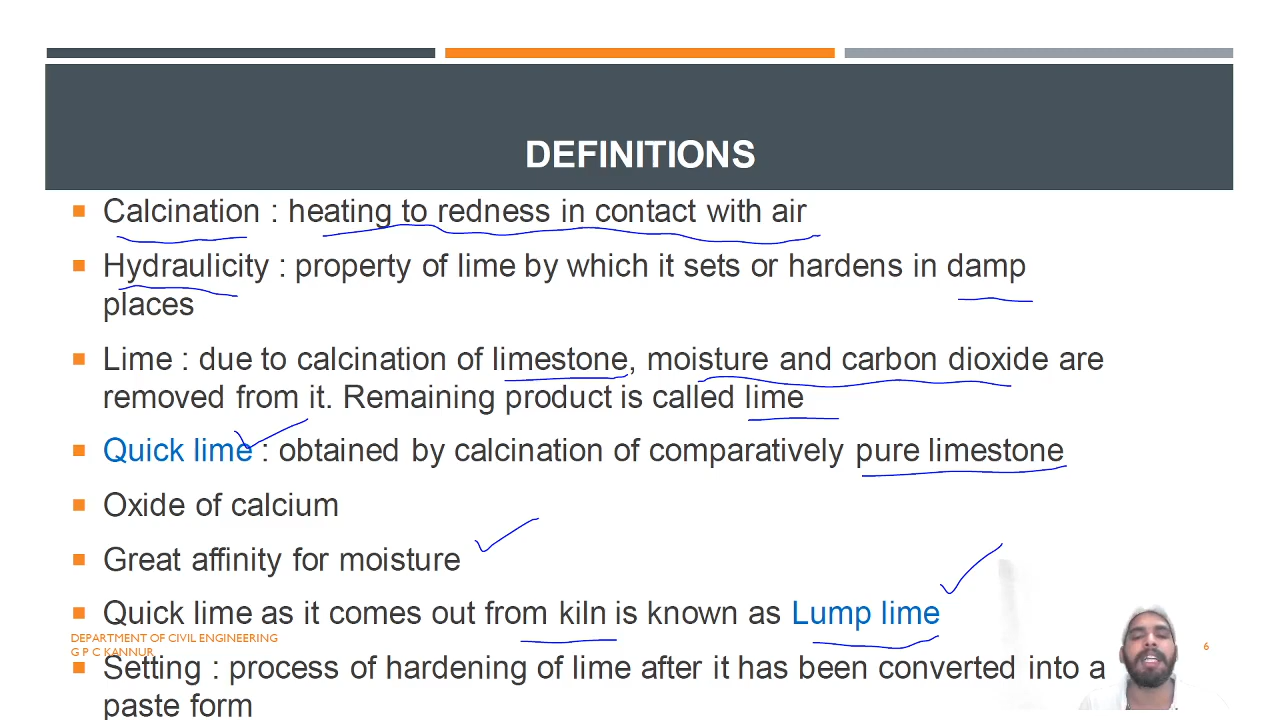 DEFINITIONS
Calcination : heating to redness in contact with air
Hydraulicity : property of lime by which it sets or hardens in damp
places
Lime : due to calcination of limestone, moisture and carbon dioxide are
removed from it. Remaining product is called lime
Quick lime : obtained by calcination of comparatively pure limestone
Oxide of calcium
Great affinity for moisture
Quick lime as it comes out from kiln is known as Lump lime
DEPARTMENT OF CIVIL ENGINEERING
G P C KANNUR
6
Setting : process of hardening of lime after it has been converted into a
paste form